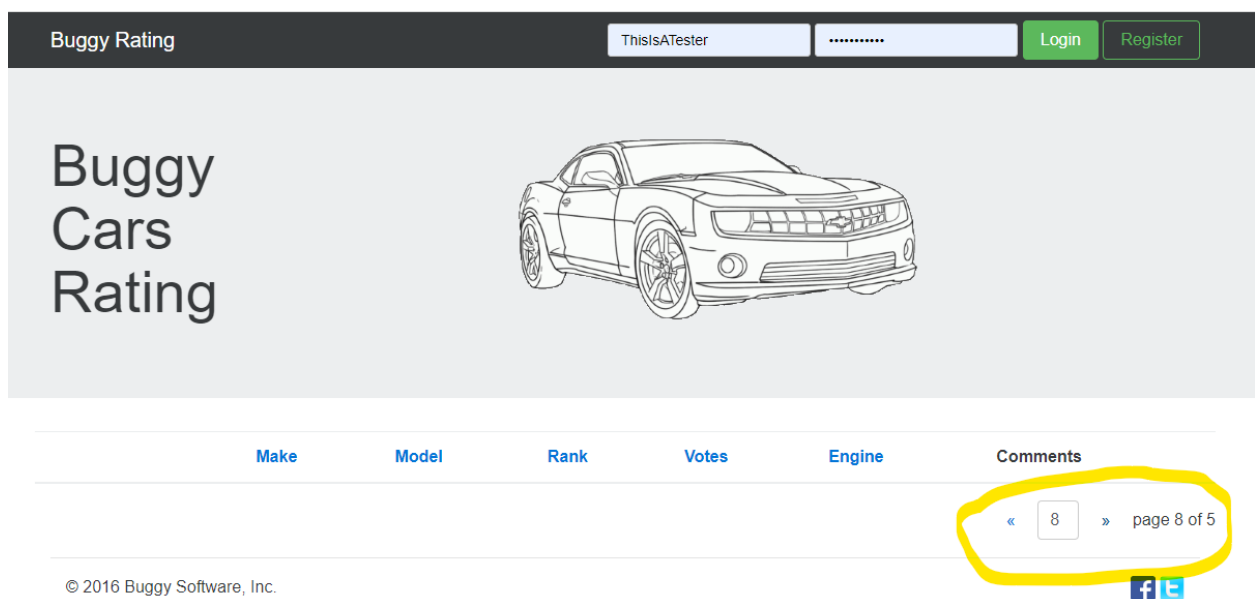 Buggy Rating ThisIsATester ••••••••••• Login Register
Buggy
Cars
Rating
Make Model Rank Votes Engine Comments
« 8 » page 8 of 5
© 2016 Buggy Software, Inc.